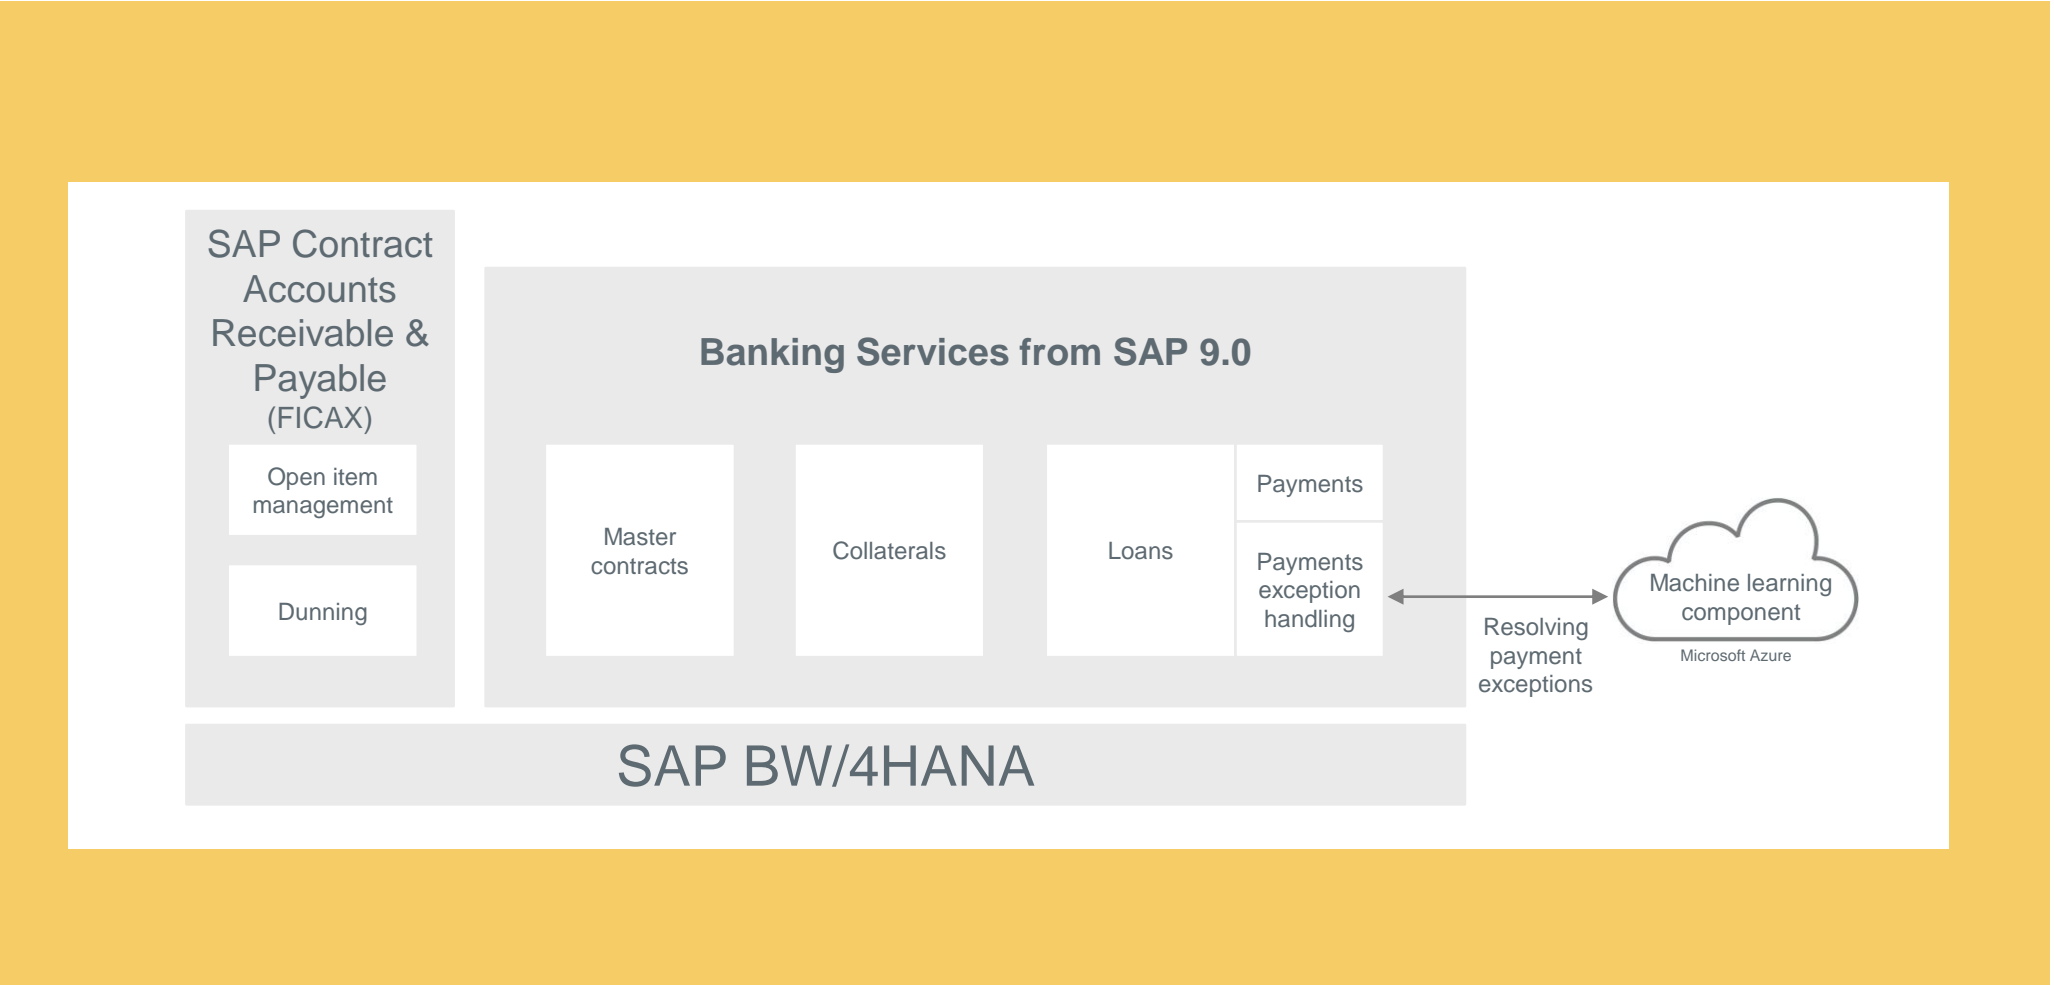 SAP Contract
Accounts
Receivable &
Payable
(FICAX)
Open item
management
Dunning
Banking Services from SAP 9.0
Master
contracts
Collaterals
Loans
Payments
Payments
exception
handling
Resolving
payment
exceptions
Machine learning
component
Microsoft Azure
SAP BW/4HANA